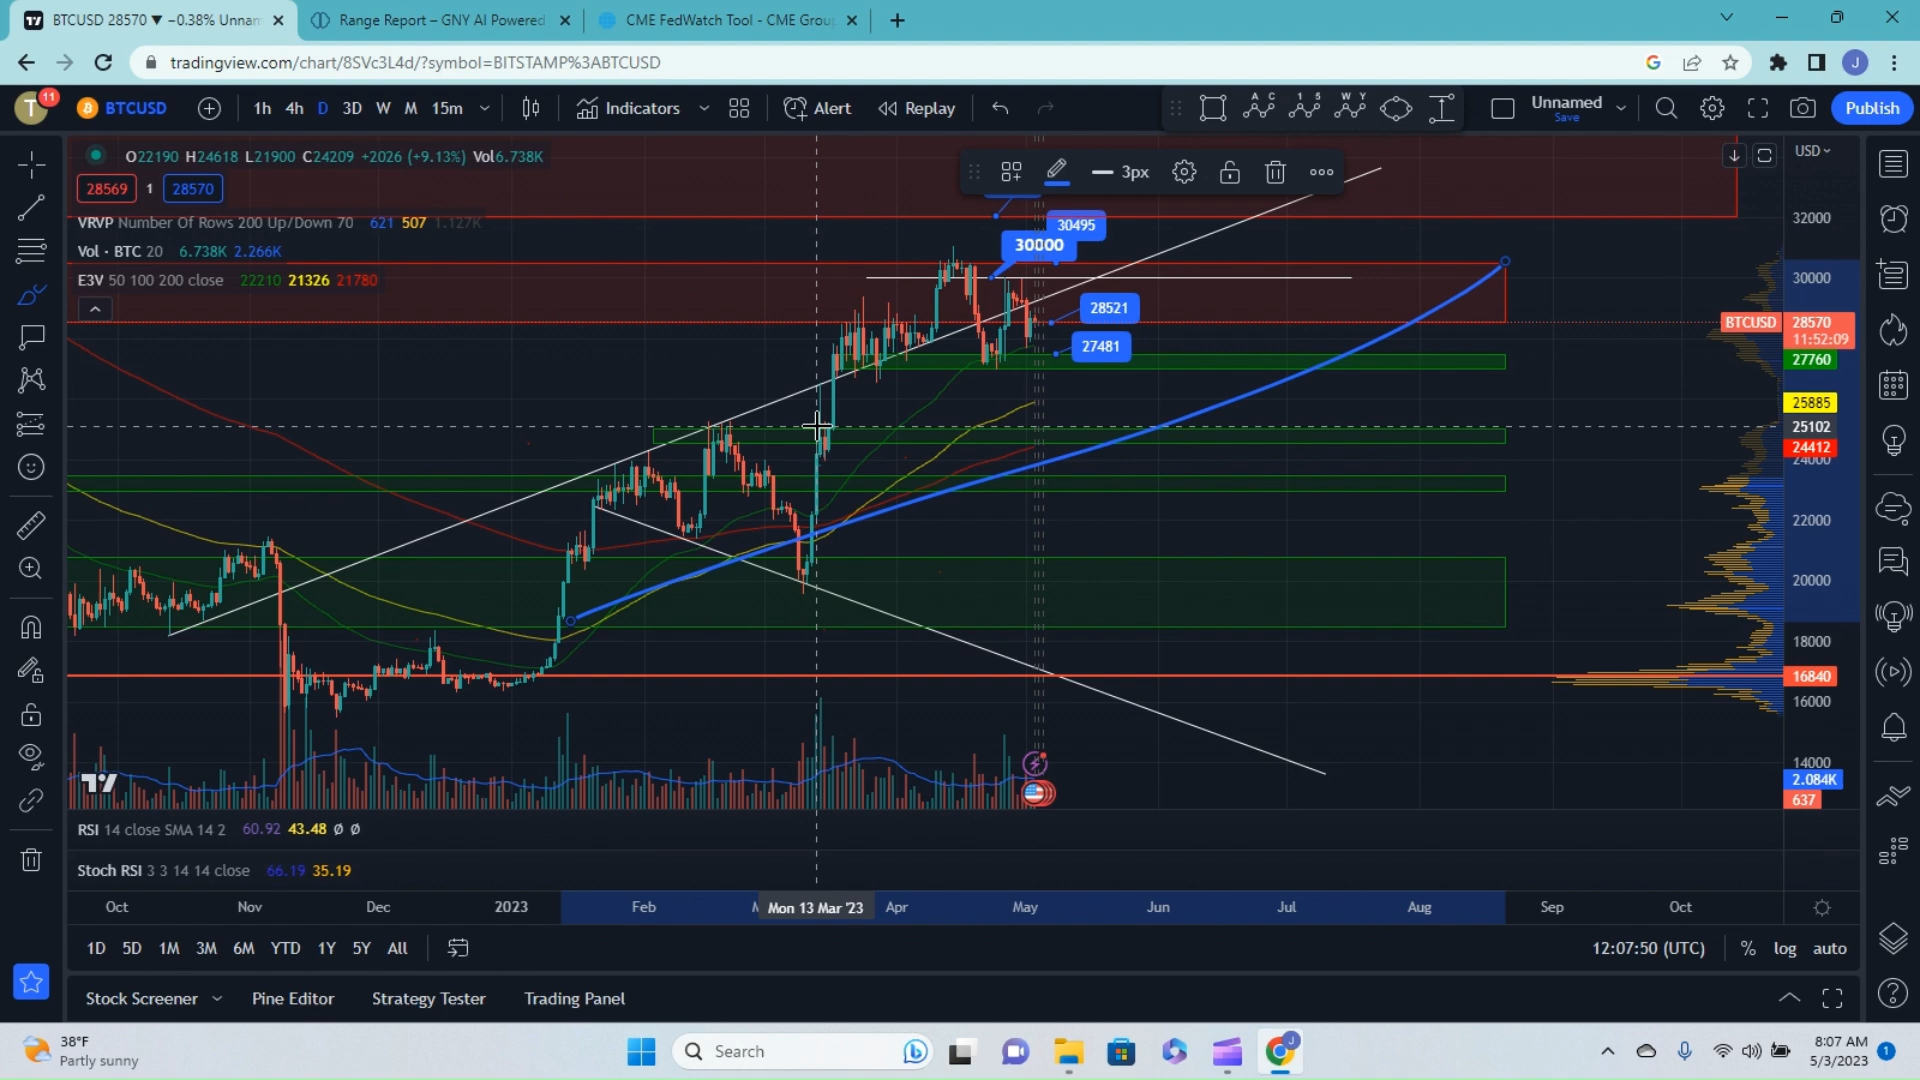 BTCUSD 28570 ▼ −0.38% Unnam
Range Report – GNY AI Powered
CME FedWatch Tool - CME Grou
tradingview.com/chart/8SVc3L4d/?symbol=BITSTAMP%3ABTCUSD
J
T 11
BTCUSD
1h 4h D 3D W M 15m
Indicators
Alert
Replay
A C
1 5
W Y
Unnamed
Save
Publish
O22190 H24618 L21900 C24209 +2026 (+9.13%) Vol6.738K
3px
USD
28569 1 28570
VRVP Number Of Rows 200 Up/Down 70 621 507 1.127K
Vol · BTC 20 6.738K 2.266K
E3V 50 100 200 close 22210 21326 21780
30495
30000
28521
27481
32000
30000
BTCUSD 28570
11:52:09
27760
25885
25102
24412
24000
22000
20000
18000
16840
16000
14000
2.084K
637
RSI 14 close SMA 14 2 60.92 43.48 Ø Ø
Stoch RSI 3 3 14 14 close 66.19 35.19
Oct Nov Dec 2023 Feb Mon 13 Mar '23 Apr May Jun Jul Aug Sep Oct
1D 5D 1M 3M 6M YTD 1Y 5Y All
12:07:50 (UTC) % log auto
Stock Screener Pine Editor Strategy Tester Trading Panel
38°F
Partly sunny
Search
8:07 AM
5/3/2023
1